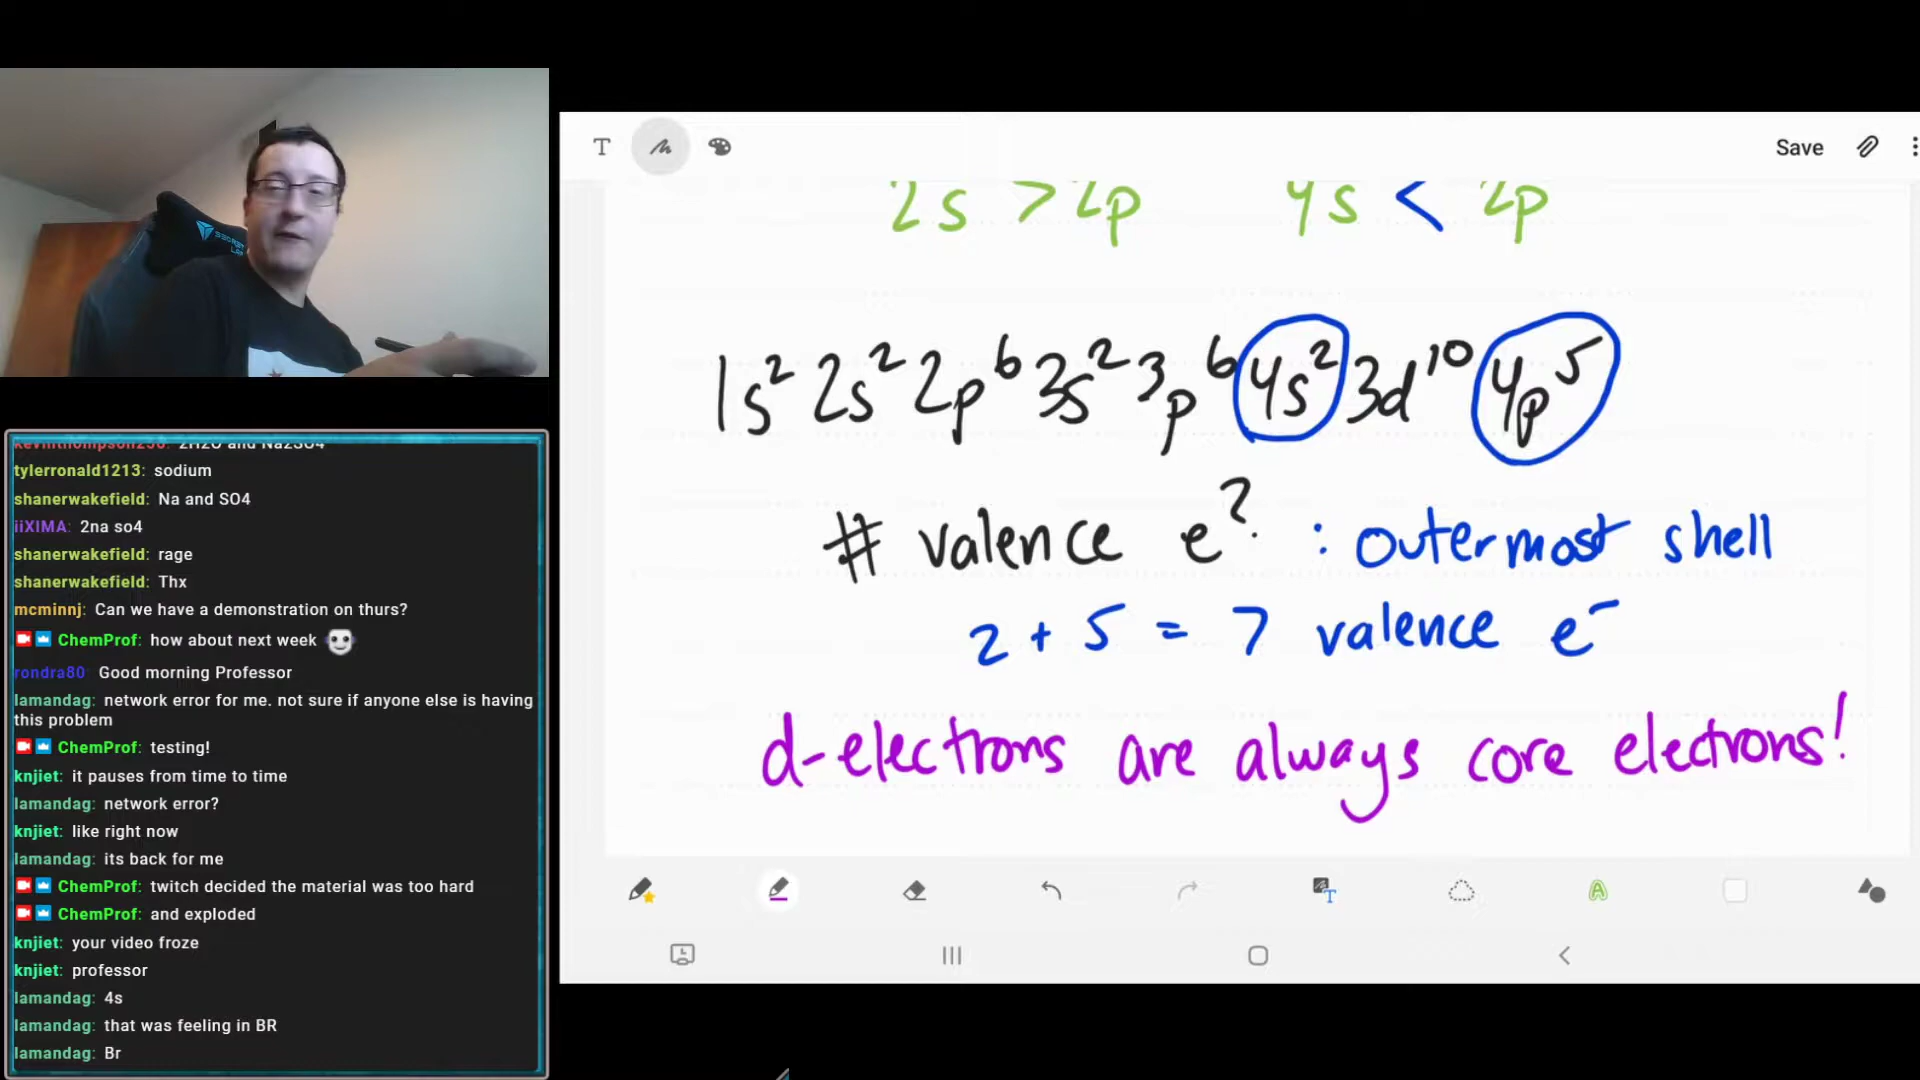 T
Save
2s > 2p 4s < 2p
1s² 2s² 2p⁶ 3s² 3p⁶ 4s² 3d¹⁰ 4p⁵
# valence e? : outermost shell
2 + 5 = 7 valence e⁻
d-electrons are always core electrons!
kevinthompson256: 2H2O and Na2SO4
tylerronald1213: sodium
shanerwakefield: Na and SO4
iiXIMA: 2na so4
shanerwakefield: rage
shanerwakefield: Thx
mcminnj: Can we have a demonstration on thurs?
ChemProf: how about next week
rondra80: Good morning Professor
lamandag: network error for me. not sure if anyone else is having
this problem
ChemProf: testing!
knjiet: it pauses from time to time
lamandag: network error?
knjiet: like right now
lamandag: its back for me
ChemProf: twitch decided the material was too hard
ChemProf: and exploded
knjiet: your video froze
knjiet: professor
lamandag: 4s
lamandag: that was feeling in BR
lamandag: Br